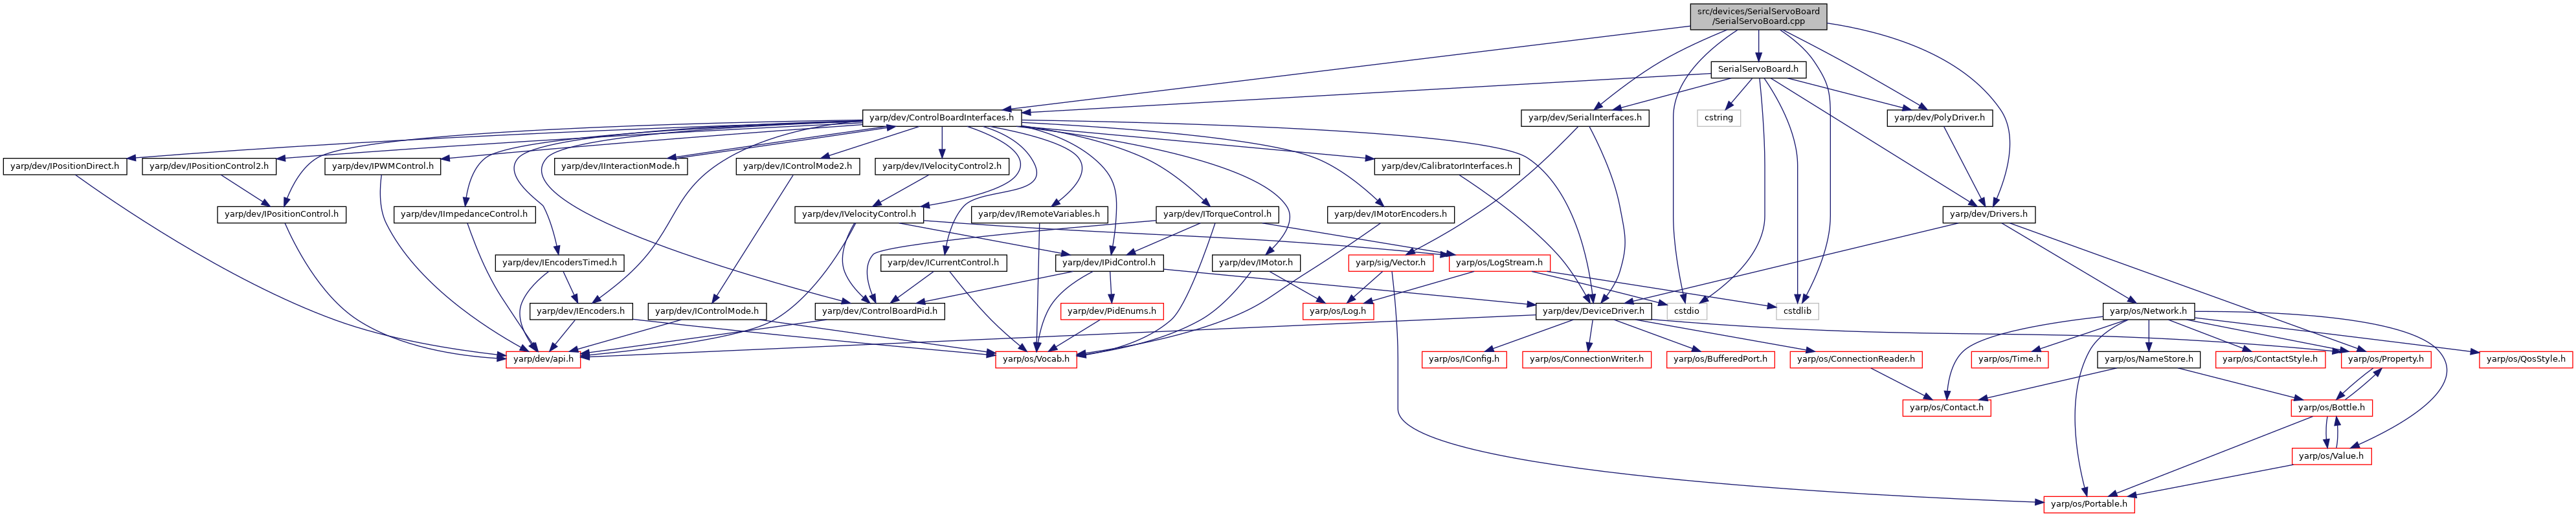 src/devices/SerialServoBoard
/SerialServoBoard.cpp
SerialServoBoard.h
yarp/dev/ControlBoardInterfaces.h
yarp/dev/SerialInterfaces.h
cstring
yarp/dev/PolyDriver.h
yarp/dev/IPositionDirect.h
yarp/dev/IPositionControl2.h
yarp/dev/IPWMControl.h
yarp/dev/IInteractionMode.h
yarp/dev/IControlMode2.h
yarp/dev/IVelocityControl2.h
yarp/dev/CalibratorInterfaces.h
yarp/dev/IPositionControl.h
yarp/dev/IImpedanceControl.h
yarp/dev/IVelocityControl.h
yarp/dev/IRemoteVariables.h
yarp/dev/ITorqueControl.h
yarp/dev/IMotorEncoders.h
yarp/dev/Drivers.h
yarp/dev/IEncodersTimed.h
yarp/dev/ICurrentControl.h
yarp/dev/IPidControl.h
yarp/dev/IMotor.h
yarp/sig/Vector.h
yarp/os/LogStream.h
yarp/dev/IEncoders.h
yarp/dev/IControlMode.h
yarp/dev/ControlBoardPid.h
yarp/dev/PidEnums.h
yarp/os/Log.h
yarp/dev/DeviceDriver.h
cstdio
cstdlib
yarp/os/Network.h
yarp/dev/api.h
yarp/os/Vocab.h
yarp/os/IConfig.h
yarp/os/ConnectionWriter.h
yarp/os/BufferedPort.h
yarp/os/ConnectionReader.h
yarp/os/Time.h
yarp/os/NameStore.h
yarp/os/ContactStyle.h
yarp/os/Property.h
yarp/os/QosStyle.h
yarp/os/Contact.h
yarp/os/Bottle.h
yarp/os/Value.h
yarp/os/Portable.h